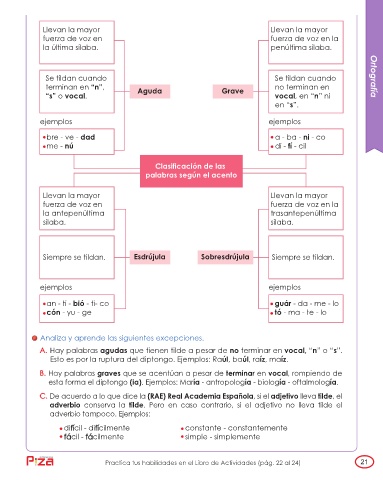 Llevan la mayor
fuerza de voz en
la última sílaba.
Llevan la mayor
fuerza de voz en la
penúltima sílaba.
Se tildan cuando
terminan en "n",
"s" o vocal.
Aguda
Grave
Se tildan cuando
no terminan en
vocal, en "n" ni
en "s".
ejemplos
ejemplos
bre - ve - dad
me - nú
a - ba - ni - co
di - fí - cil
Clasificación de las
palabras según el acento
Llevan la mayor
fuerza de voz en
la antepenúltima
sílaba.
Llevan la mayor
fuerza de voz en la
trasantepenúltima
sílaba.
Siempre se tildan.
Esdrújula
Sobresdrújula
Siempre se tildan.
ejemplos
ejemplos
an - ti - bió - ti- co
cón - yu - ge
guár - da - me - lo
tó - ma - te - lo
Analiza y aprende las siguientes excepciones.
A. Hay palabras agudas que tienen tilde a pesar de no terminar en vocal, "n" o "s".
Esto es por la ruptura del diptongo. Ejemplos: Raúl, baúl, raíz, maíz.
B. Hay palabras graves que se acentúan a pesar de terminar en vocal, rompiendo de
esta forma el diptongo (ía). Ejemplos: María - antropología - biología - oftalmología.
C. De acuerdo a lo que dice la (RAE) Real Academia Española, si el adjetivo lleva tilde, el
adverbio conserva la tilde. Pero en caso contrario, si el adjetivo no lleva tilde el
adverbio tampoco. Ejemplos:
difícil - difícilmente
fácil - fácilmente
constante - constantemente
simple - simplemente
Ortografía
Practica tus habilidades en el Libro de Actividades (pág. 22 al 24)
21